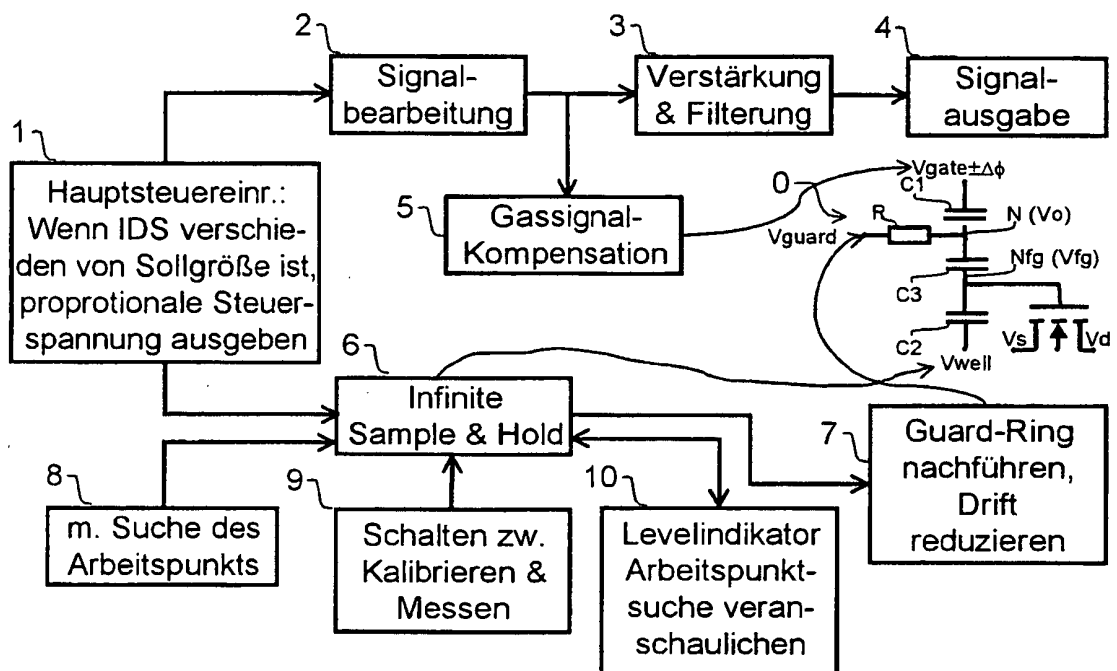 2
Signal-
bearbeitung
3
Verstärkung
& Filterung
4
Signal-
ausgabe
1
Hauptsteuereinr.:
Wenn IDS verschie-
den von Sollgröße ist,
proprotionale Steuer-
spannung ausgeben
5
Gassignal-
Kompensation
0
Vgate±Δϕ
C1
R
N (Vo)
Vguard
Nfg (Vfg)
C3
C2
Vs
Vd
Vwell
6
Infinite
Sample & Hold
7
Guard-Ring
nachführen,
Drift
reduzieren
8
m. Suche des
Arbeitspunkts
9
Schalten zw.
Kalibrieren &
Messen
10
Levelindikator
Arbeitspunkt-
suche veran-
schaulichen